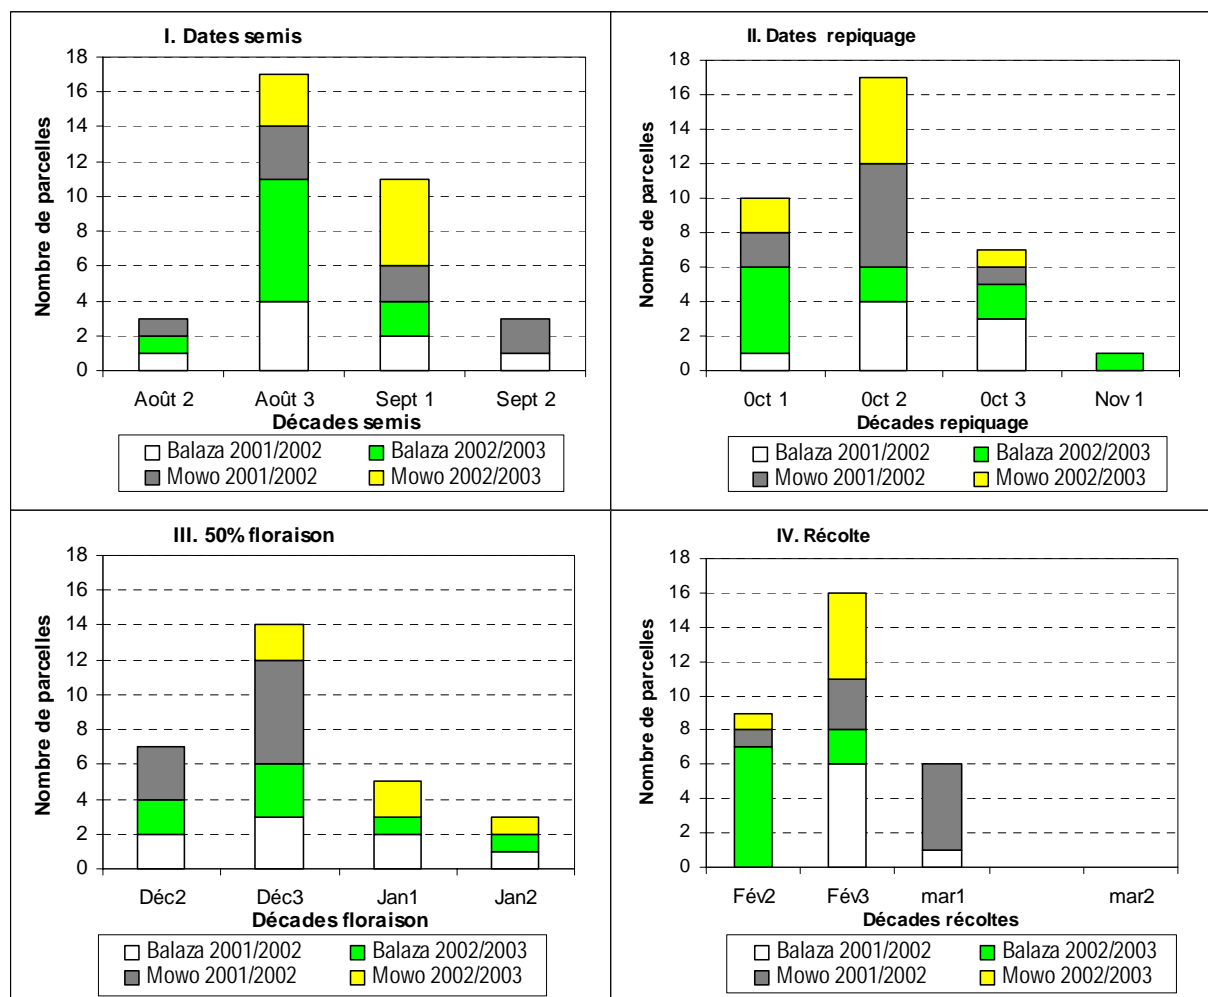 I. Dates semis
Nombre de parcelles
18
16
14
12
10
8
6
4
2
0
Août 2 Août 3 Sept 1 Sept 2
Décades semis
Balaza 2001/2002 Balaza 2002/2003
Mowo 2001/2002 Mowo 2002/2003
II. Dates repiquage
Nombre de parcelles
18
16
14
12
10
8
6
4
2
0
0ct 1 0ct 2 0ct 3 Nov 1
Décades repiquage
Balaza 2001/2002 Balaza 2002/2003
Mowo 2001/2002 Mowo 2002/2003
III. 50% floraison
Nombre de parcelles
18
16
14
12
10
8
6
4
2
0
Déc2 Déc3 Jan1 Jan2
Décades floraison
Balaza 2001/2002 Balaza 2002/2003
Mowo 2001/2002 Mowo 2002/2003
IV. Récolte
Nombre de parcelles
18
16
14
12
10
8
6
4
2
0
Fév2 Fév3 mar1 mar2
Décades récoltes
Balaza 2001/2002 Balaza 2002/2003
Mowo 2001/2002 Mowo 2002/2003